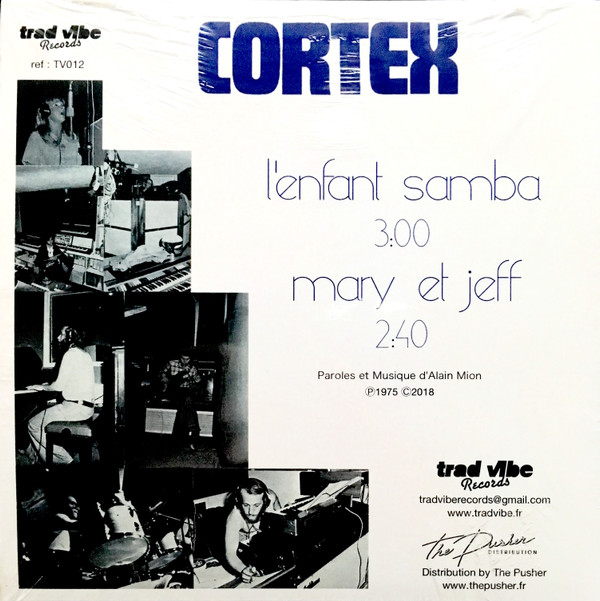 trad vibe
Records
ref : TV012
CORTEX
l'enfant samba
3:00
mary et jeff
2:40
Paroles et Musique d'Alain Mion
Ⓟ1975 Ⓒ2018
trad vibe
Records
tradviberecords@gmail.com
www.tradvibe.fr
The Pusher
DISTRIBUTION
Distribution by The Pusher
www.thepusher.fr